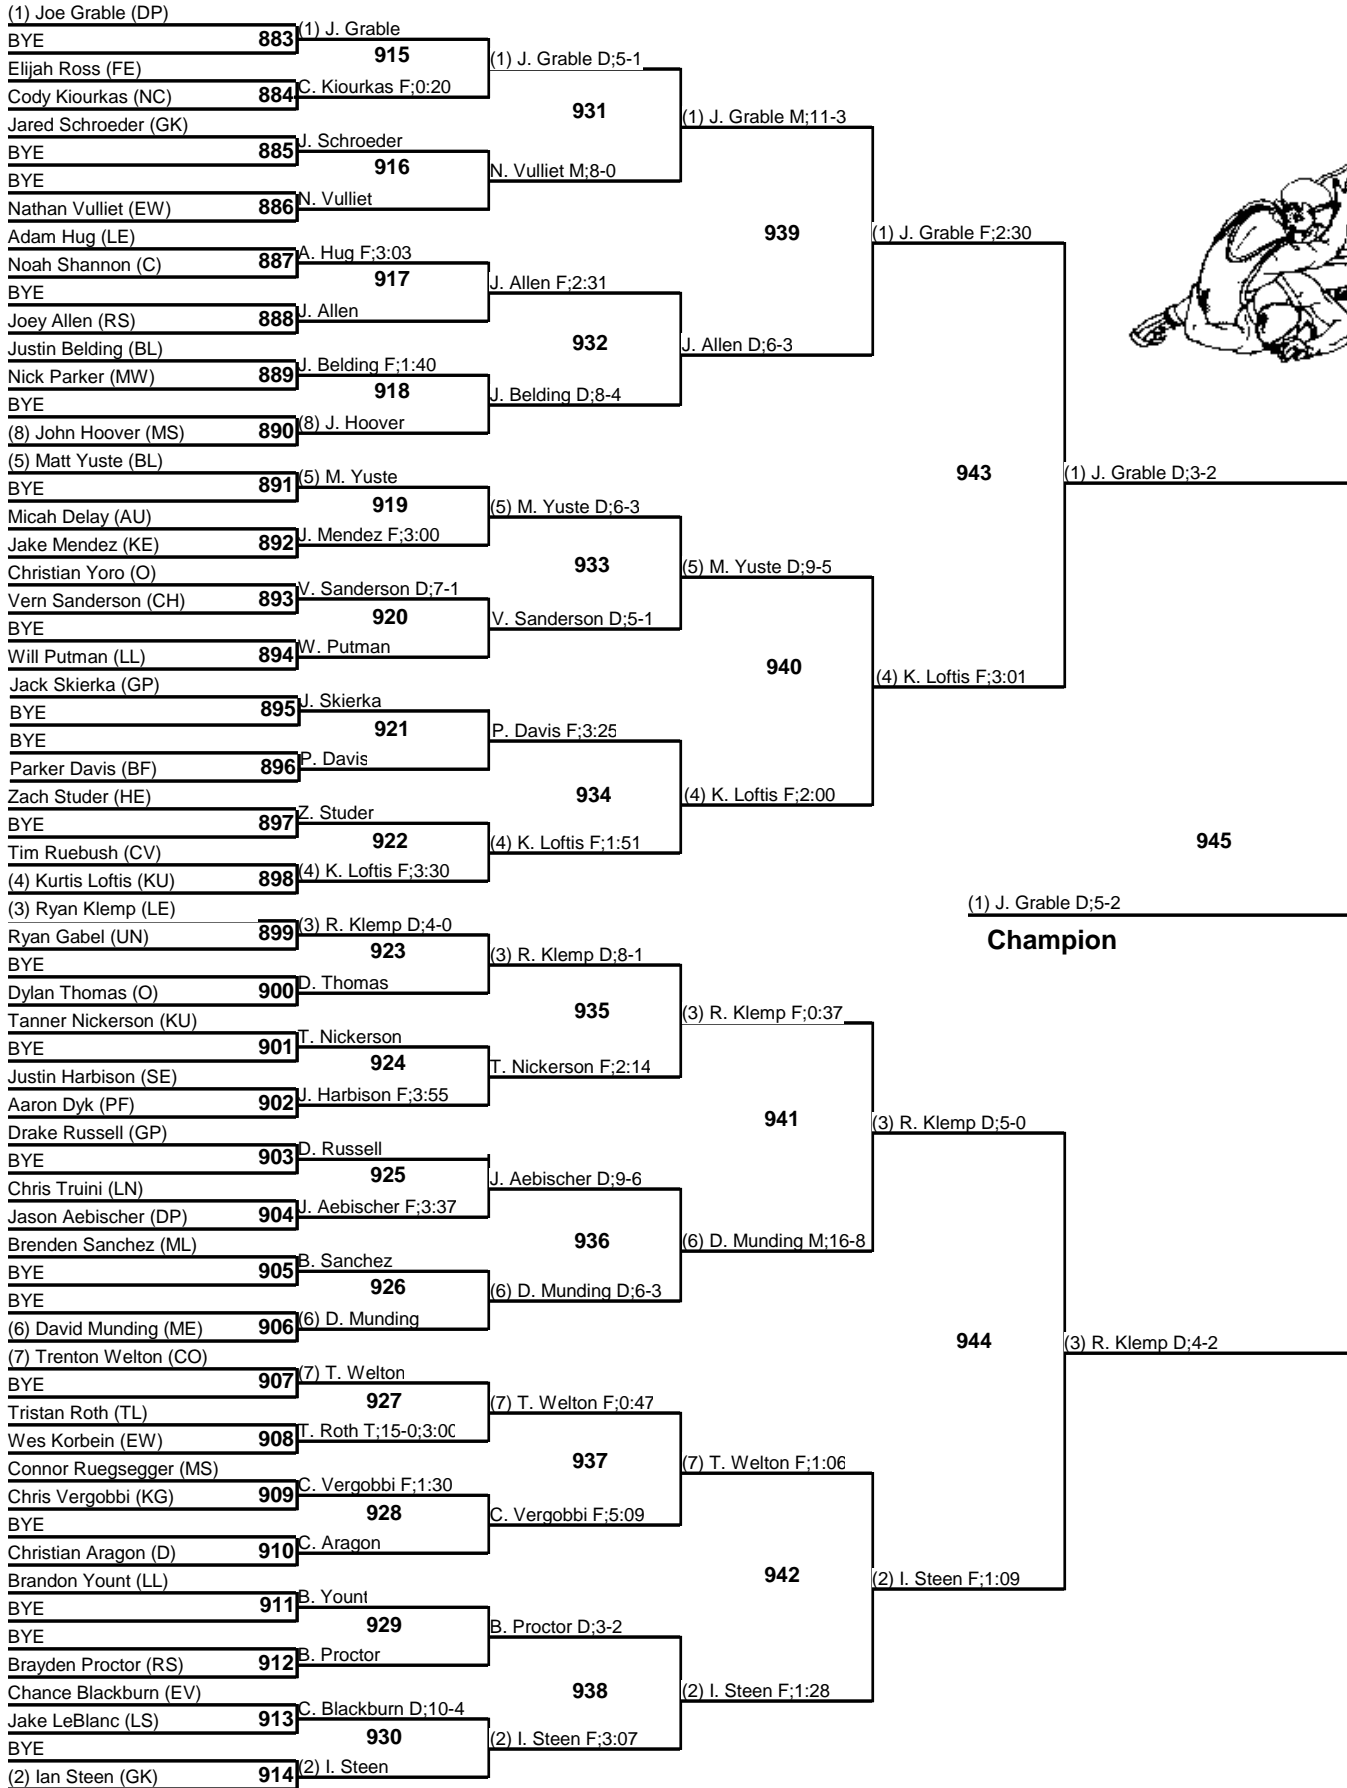 (1) Joe Grable (DP)
BYE
883
Elijah Ross (FE)
Cody Kiourkas (NC)
884
Jared Schroeder (GK)
BYE
885
BYE
Nathan Vulliet (EW)
886
Adam Hug (LE)
Noah Shannon (C)
887
BYE
Joey Allen (RS)
888
Justin Belding (BL)
Nick Parker (MW)
889
BYE
(8) John Hoover (MS)
890
(5) Matt Yuste (BL)
BYE
891
Micah Delay (AU)
Jake Mendez (KE)
892
Christian Yoro (O)
Vern Sanderson (CH)
893
BYE
Will Putman (LL)
894
Jack Skierka (GP)
BYE
895
BYE
Parker Davis (BF)
896
Zach Studer (HE)
BYE
897
Tim Ruebush (CV)
(4) Kurtis Loftis (KU)
898
(3) Ryan Klemp (LE)
Ryan Gabel (UN)
899
BYE
Dylan Thomas (O)
900
Tanner Nickerson (KU)
BYE
901
Justin Harbison (SE)
Aaron Dyk (PF)
902
Drake Russell (GP)
BYE
903
Chris Truini (LN)
Jason Aebischer (DP)
904
Brenden Sanchez (ML)
BYE
905
BYE
(6) David Munding (ME)
906
(7) Trenton Welton (CO)
BYE
907
Tristan Roth (TL)
Wes Korbein (EW)
908
Connor Ruegsegger (MS)
Chris Vergobbi (KG)
909
BYE
Christian Aragon (D)
910
Brandon Yount (LL)
BYE
911
BYE
Brayden Proctor (RS)
912
Chance Blackburn (EV)
Jake LeBlanc (LS)
913
BYE
(2) Ian Steen (GK)
914
(1) J. Grable
915
C. Kiourkas F;0:20
J. Schroeder
916
N. Vulliet
A. Hug F;3:03
917
J. Allen
J. Belding F;1:40
918
(8) J. Hoover
(5) M. Yuste
919
J. Mendez F;3:00
V. Sanderson D;7-1
920
W. Putman
J. Skierka
921
P. Davis
Z. Studer
922
(4) K. Loftis F;3:30
(3) R. Klemp D;4-0
923
D. Thomas
T. Nickerson
924
J. Harbison F;3:55
D. Russell
925
J. Aebischer F;3:37
B. Sanchez
926
(6) D. Munding
(7) T. Welton
927
T. Roth T;15-0;3:00
C. Vergobbi F;1:30
928
C. Aragon
B. Yount
929
B. Proctor
C. Blackburn D;10-4
930
(2) I. Steen
(1) J. Grable D;5-1
931
N. Vulliet M;8-0
J. Allen F;2:31
932
J. Belding D;8-4
(5) M. Yuste D;6-3
933
V. Sanderson D;5-1
P. Davis F;3:25
934
(4) K. Loftis F;1:51
(3) R. Klemp D;8-1
935
T. Nickerson F;2:14
J. Aebischer D;9-6
936
(6) D. Munding D;6-3
(7) T. Welton F;0:47
937
C. Vergobbi F;5:09
B. Proctor D;3-2
938
(2) I. Steen F;3:07
(1) J. Grable M;11-3
939
J. Allen D;6-3
(5) M. Yuste D;9-5
940
(4) K. Loftis F;2:00
(3) R. Klemp F;0:37
941
(6) D. Munding M;16-8
(7) T. Welton F;1:06
942
(2) I. Steen F;1:28
(1) J. Grable F;2:30
943
(4) K. Loftis F;3:01
(3) R. Klemp D;5-0
944
(2) I. Steen F;1:09
(1) J. Grable D;3-2
945
(3) R. Klemp D;4-2
(1) J. Grable D;5-2
Champion